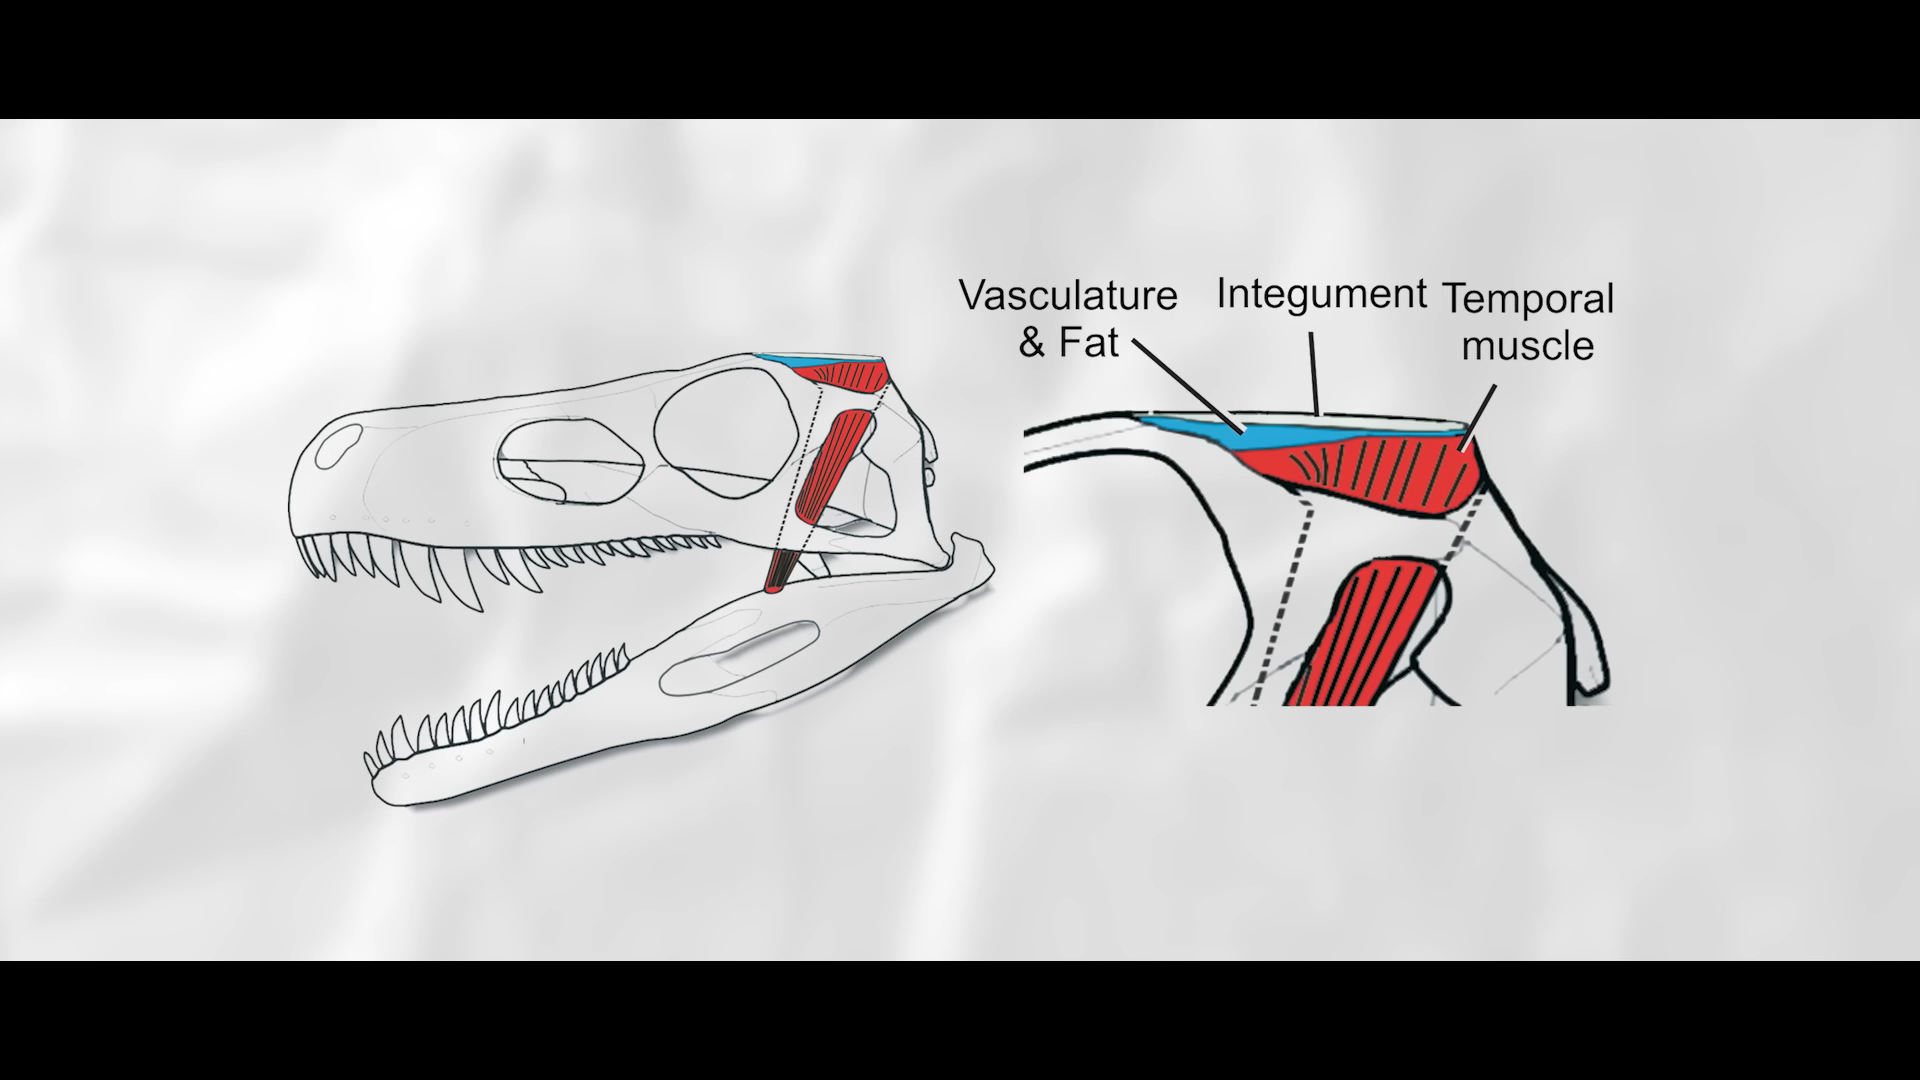 Vasculature
& Fat
Integument
Temporal
muscle